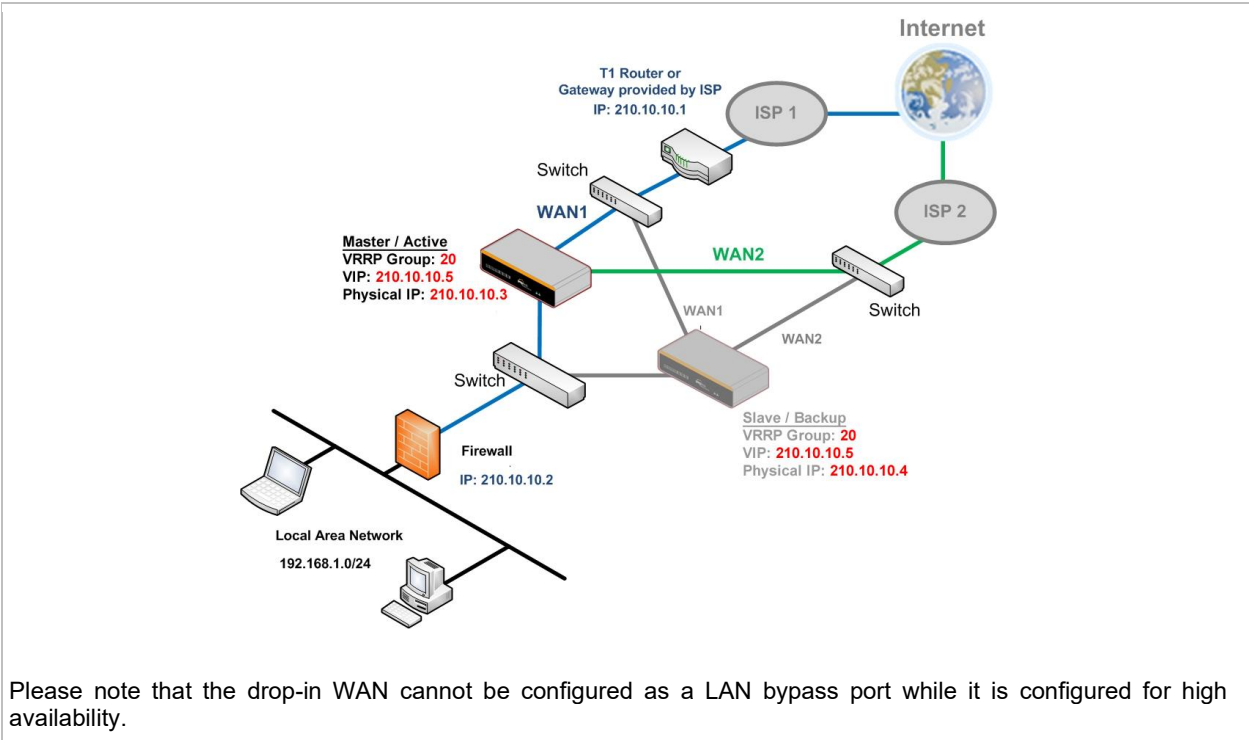 Internet
T1 Router or
Gateway provided by ISP
IP: 210.10.10.1
ISP 1
Switch
WAN1
ISP 2
Master / Active
VRRP Group: 20
VIP: 210.10.10.5
Physical IP: 210.10.10.3
WAN2
Switch
WAN1
WAN2
Switch
Slave / Backup
VRRP Group: 20
VIP: 210.10.10.5
Physical IP: 210.10.10.4
Firewall
IP: 210.10.10.2
Local Area Network
192.168.1.0/24
Please note that the drop-in WAN cannot be configured as a LAN bypass port while it is configured for high
availability.